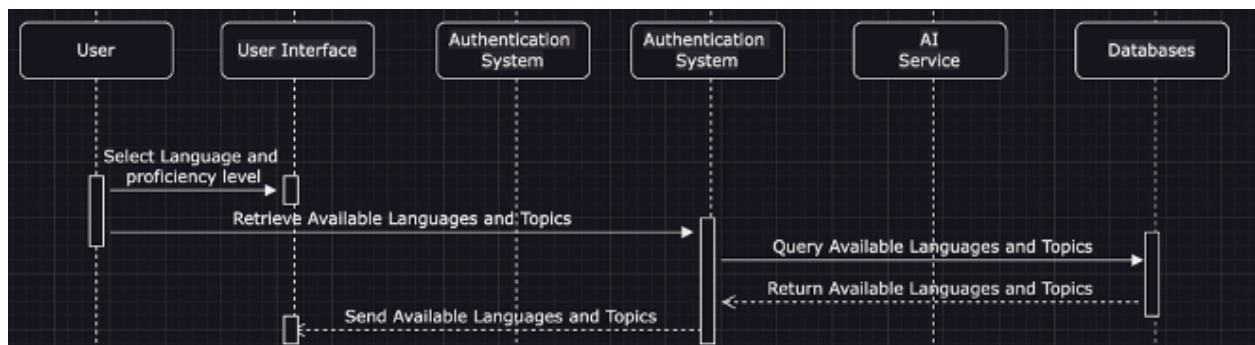 User
User Interface
Authentication
System
Authentication
System
AI
Service
Databases
Select Language and
proficiency level
Retrieve Available Languages and Topics
Query Available Languages and Topics
Return Available Languages and Topics
Send Available Languages and Topics